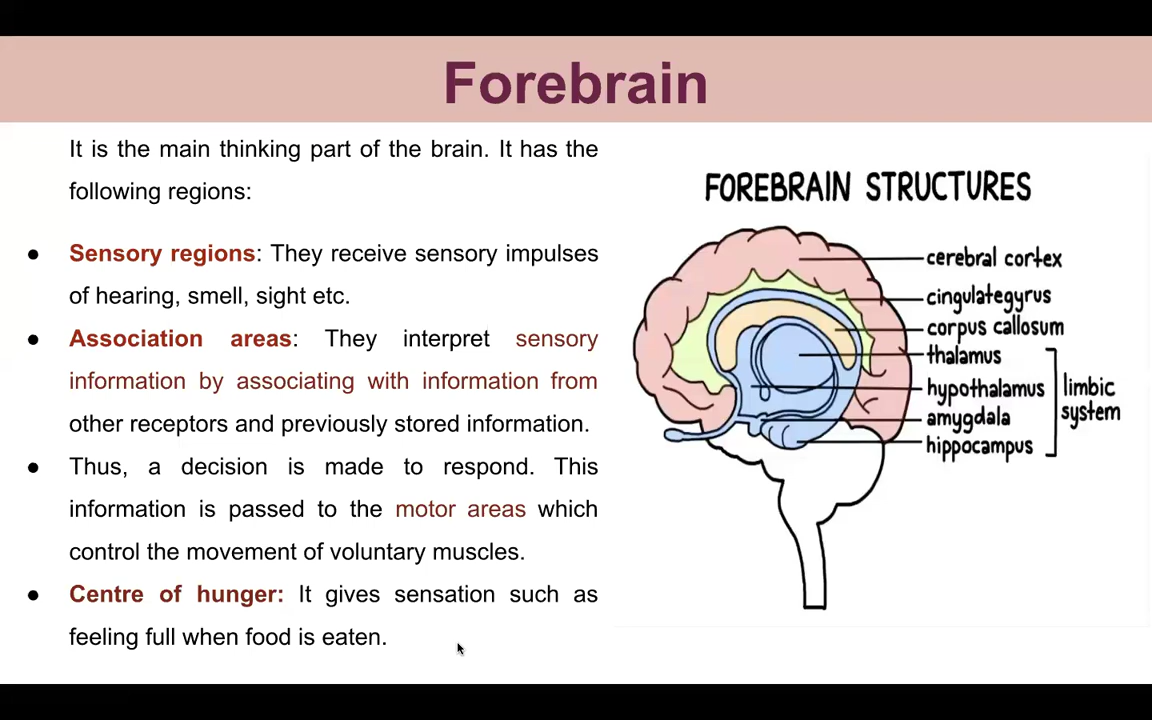 Forebrain
It is the main thinking part of the brain. It has the
following regions:
● Sensory regions: They receive sensory impulses
of hearing, smell, sight etc.
● Association areas: They interpret sensory
information by associating with information from
other receptors and previously stored information.
● Thus, a decision is made to respond. This
information is passed to the motor areas which
control the movement of voluntary muscles.
● Centre of hunger: It gives sensation such as
feeling full when food is eaten.
FOREBRAIN STRUCTURES
cerebral cortex
cingulategyrus
corpus callosum
thalamus
hypothalamus
amygdala
hippocampus
limbic
system